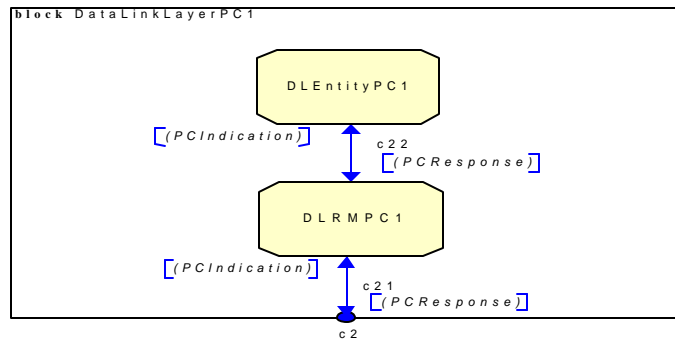 block DataLinkLayerPC1
DLEntityPC1
(PCIndication)
c22
(PCResponse)
DLRMPC1
(PCIndication)
c21
(PCResponse)
c2